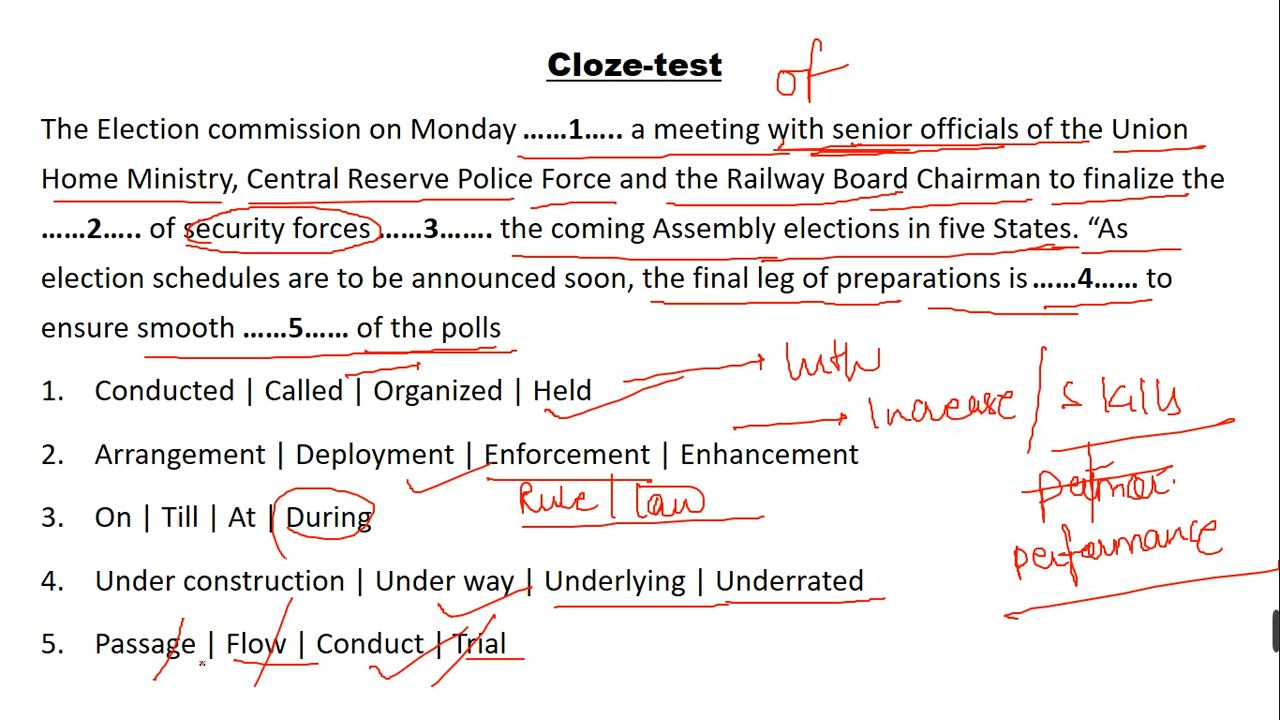 Cloze-test
of
The Election commission on Monday ......1..... a meeting with senior officials of the Union
Home Ministry, Central Reserve Police Force and the Railway Board Chairman to finalize the
......2..... of security forces ......3....... the coming Assembly elections in five States. “As
election schedules are to be announced soon, the final leg of preparations is ......4...... to
ensure smooth ......5...... of the polls
1. Conducted | Called | Organized | Held
with
Increase / skills
2. Arrangement | Deployment | Enforcement | Enhancement
Rule | law
3. On | Till | At | During
performance
4. Under construction | Under way | Underlying | Underrated
5. Passage | Flow | Conduct | Trial